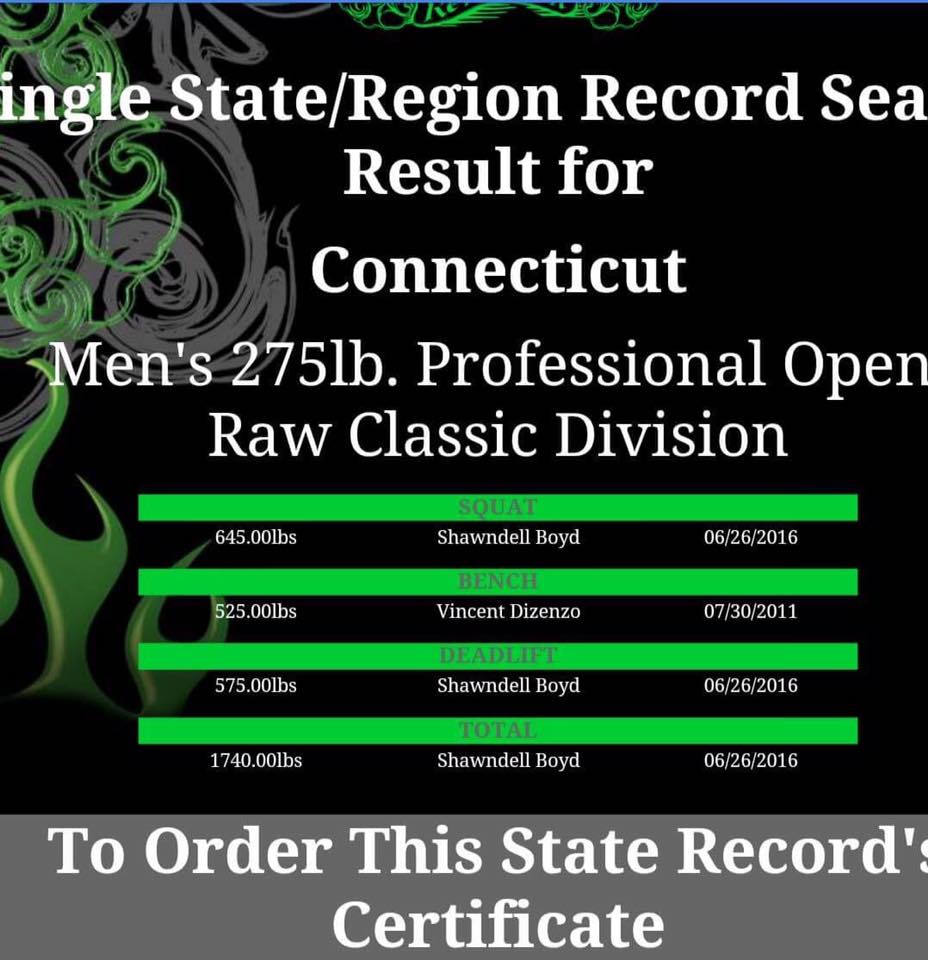 ingle State/Region Record Sea
Result for
Connecticut
Men's 275lb. Professional Open
Raw Classic Division
SQUAT
645.00lbs Shawndell Boyd 06/26/2016
BENCH
525.00lbs Vincent Dizenzo 07/30/2011
DEADLIFT
575.00lbs Shawndell Boyd 06/26/2016
TOTAL
1740.00lbs Shawndell Boyd 06/26/2016
To Order This State Record's
Certificate